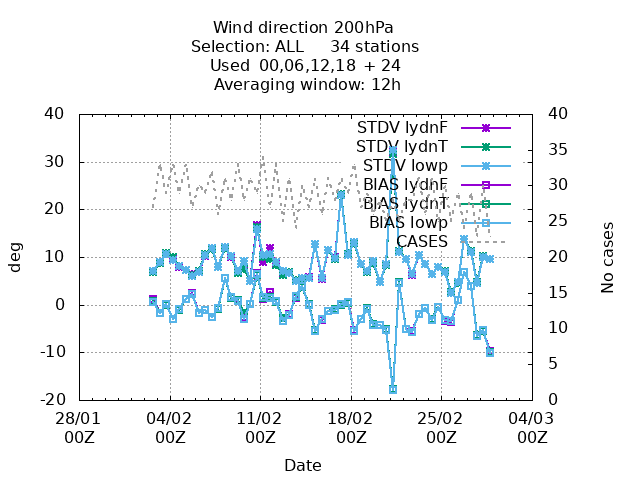 Wind direction 200hPa
Selection: ALL 34 stations
Used 00,06,12,18 + 24
Averaging window: 12h
40 40
STDV lydnF
35
STDV lydnT
30 STDV lowp
30
BIAS lydnF
20 BIAS lydnT
25
BIAS lowp
CASES
10 20
15
0
10
-10
5
-20 0
deg
No cases
28/01 04/02 11/02 18/02 25/02 04/03
00Z 00Z 00Z 00Z 00Z 00Z
Date